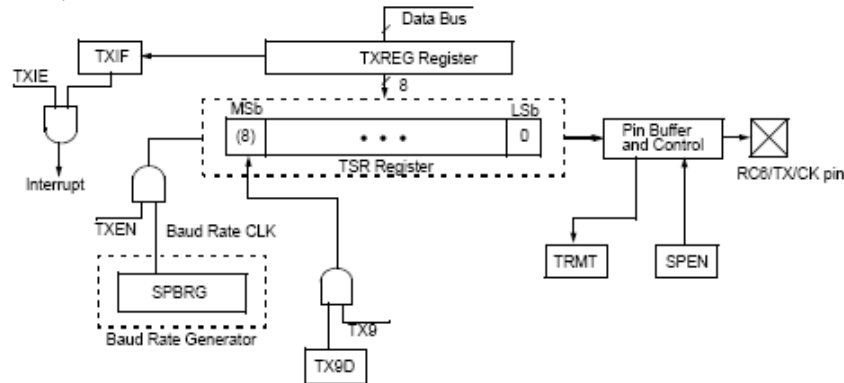 Data Bus
TXIF
TXREG Register
TXIE
8
MSb
LSb
(8)
• • •
0
Pin Buffer
and Control
TSR Register
RC6/TX/CK pin
Interrupt
TXEN
Baud Rate CLK
TRMT
SPEN
SPBRG
Baud Rate Generator
TX9
TX9D